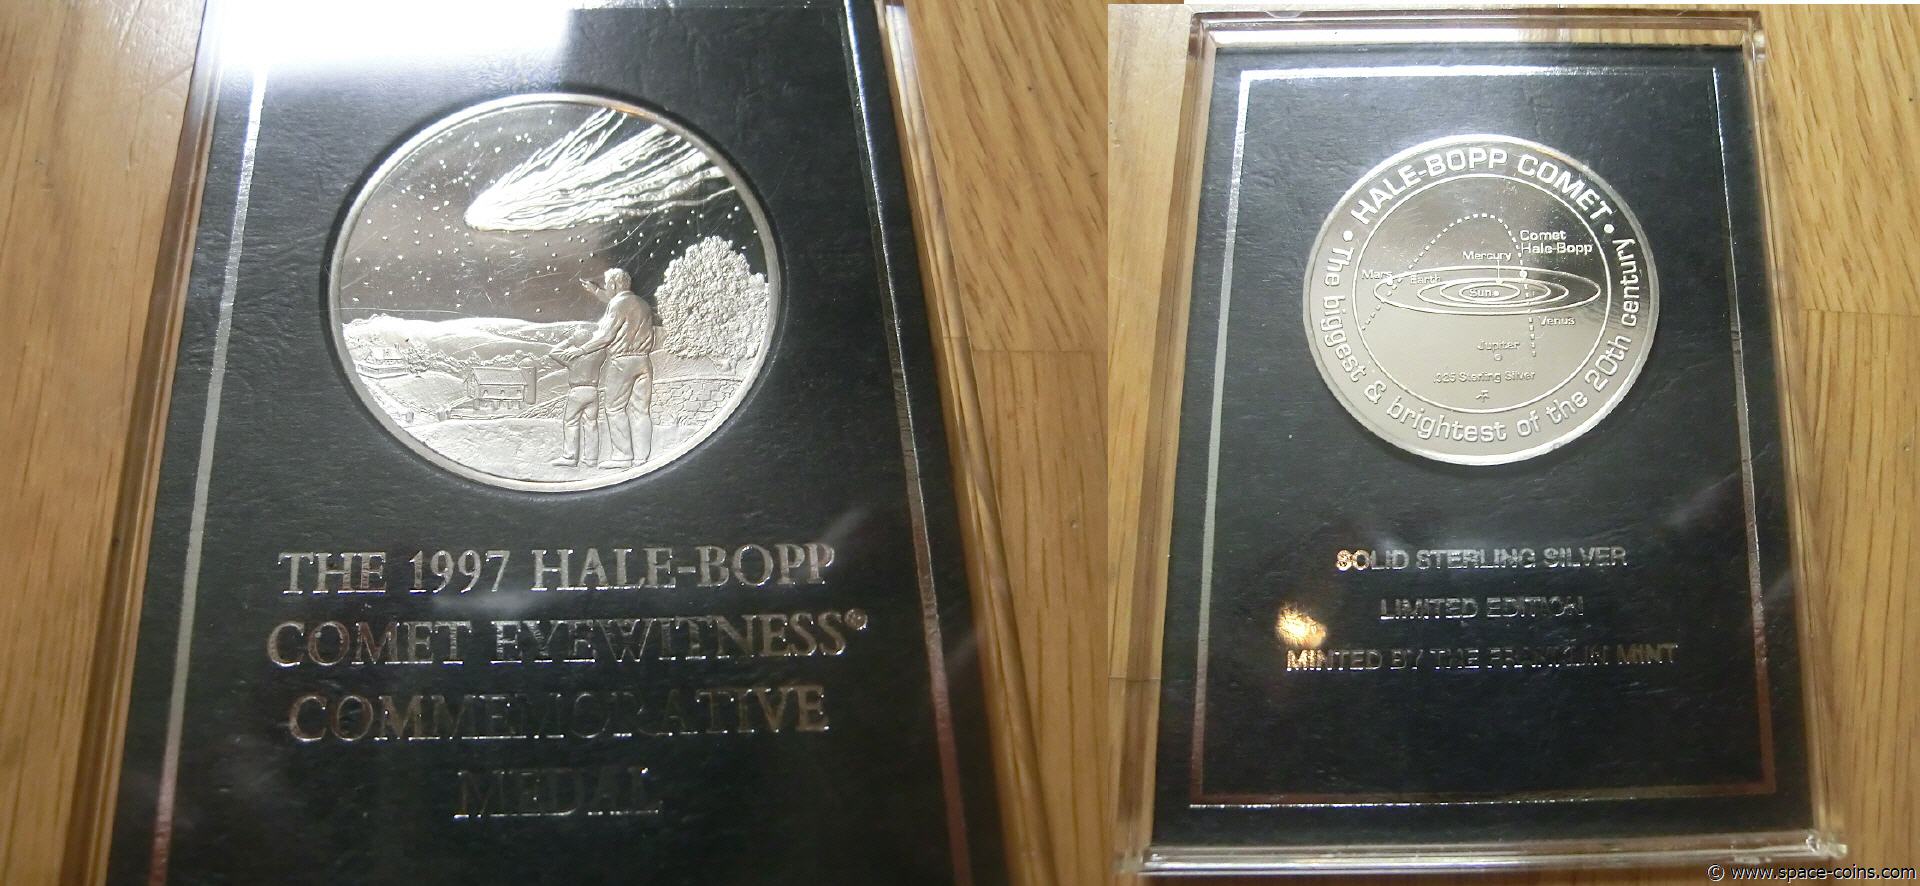 THE 1997 HALE-BOPP
COMET EYEWITNESS®
COMMEMORATIVE
MEDAL
• HALE-BOPP COMET •
The biggest & brightest of the 20th century
Comet
Hale-Bopp
Mercury
Mars
Earth
Sun
Venus
Jupiter
.925 Sterling Silver
SOLID STERLING SILVER
LIMITED EDITION
MINTED BY THE FRANKLIN MINT
© www.space-coins.com